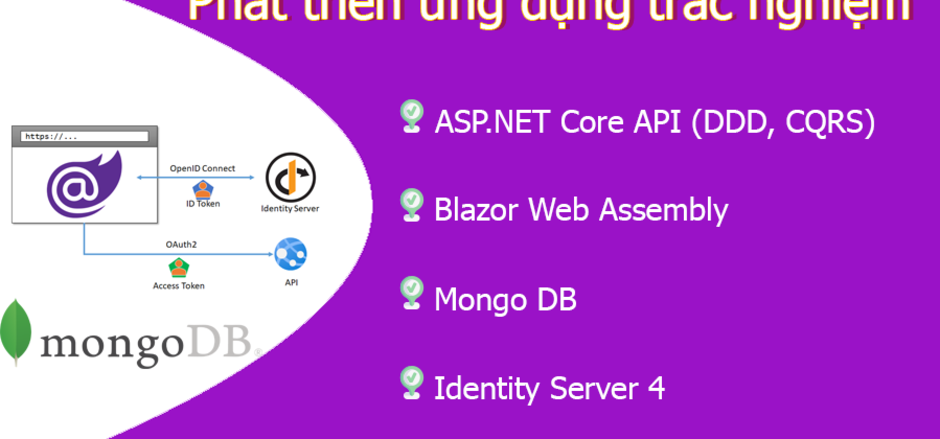 Phát triển ứng dụng trắc nghiệm
https://...
OpenID Connect
ID Token
Identity Server
OAuth2
Access Token
API
mongoDB®
ASP.NET Core API (DDD, CQRS)
Blazor Web Assembly
Mongo DB
Identity Server 4